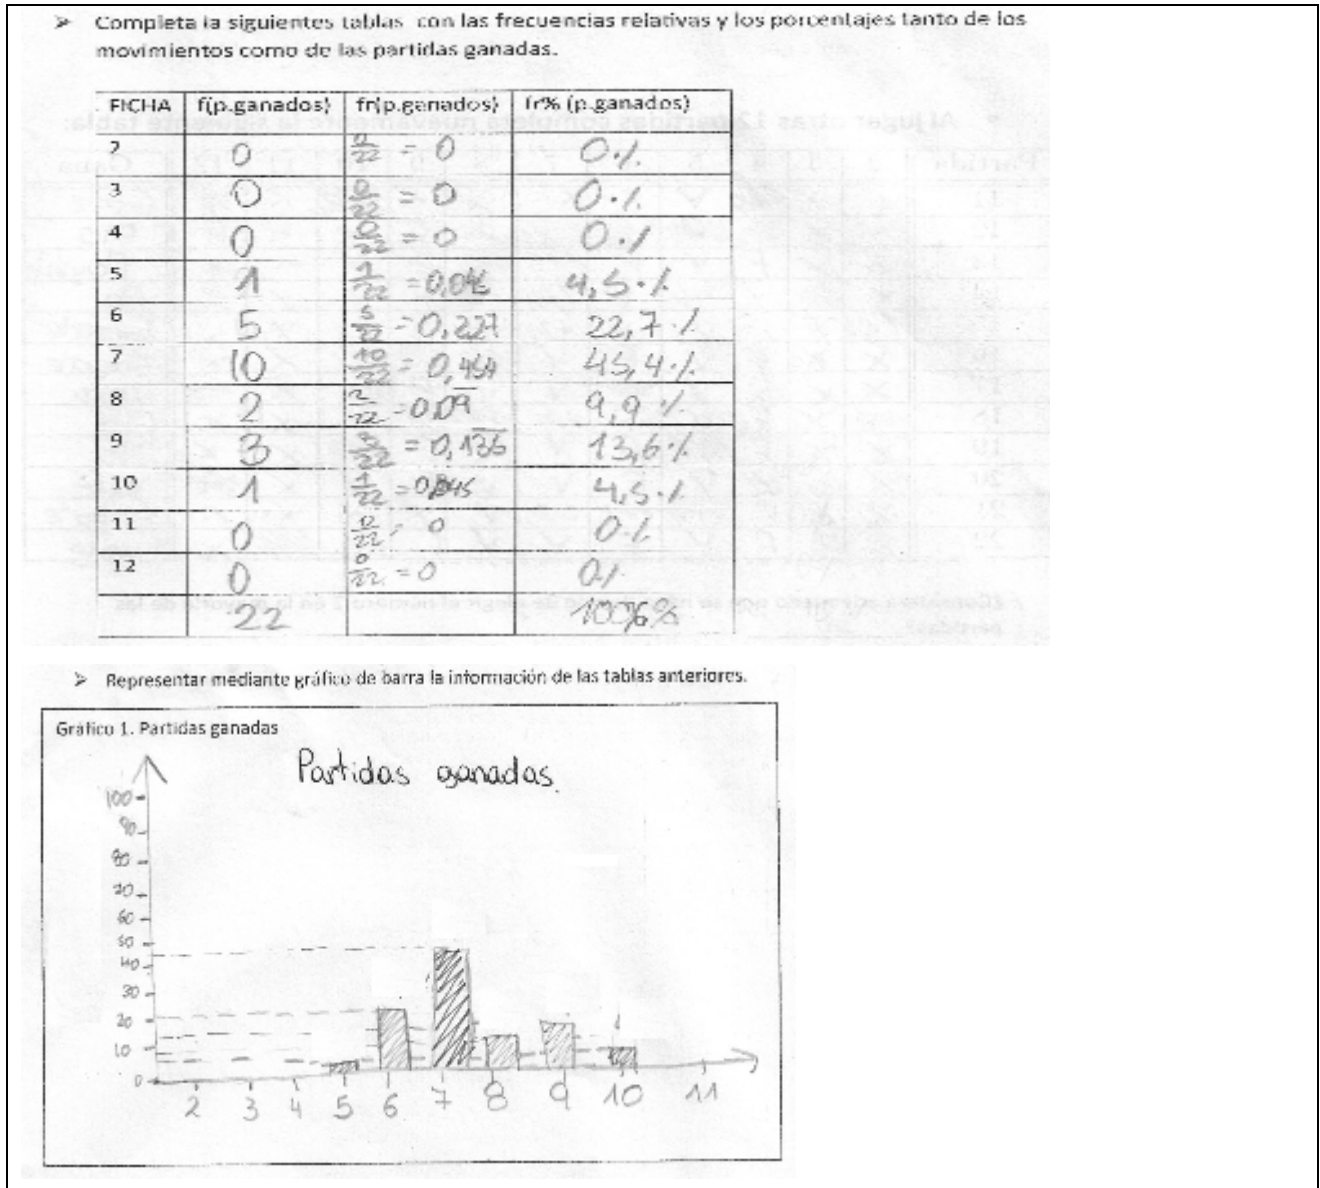 ➢ Completa la siguientes tablas con las frecuencias relativas y los porcentajes tanto de los
movimientos como de las partidas ganadas.
FICHA f(p.ganados) fr(p.ganados) fr% (p.ganados)
2 0 0/22 = 0 0%
3 0 0/22 = 0 0%
4 0 0/22 = 0 0%
5 1 1/22 = 0,045 4,5%
6 5 5/22 = 0,227 22,7%
7 10 10/22 = 0,454 45,4%
8 2 2/22 = 0,09 9,9%
9 3 3/22 = 0,136 13,6%
10 1 1/22 = 0,045 4,5%
11 0 0/22 = 0 0%
12 0 0/22 = 0 0%
22
➢ Representar mediante gráfico de barra la información de las tablas anteriores.
Gráfico 1. Partidas ganadas
Partidas ganadas
100
90
80
70
60
50
40
30
20
10
0
2 3 4 5 6 7 8 9 10 11